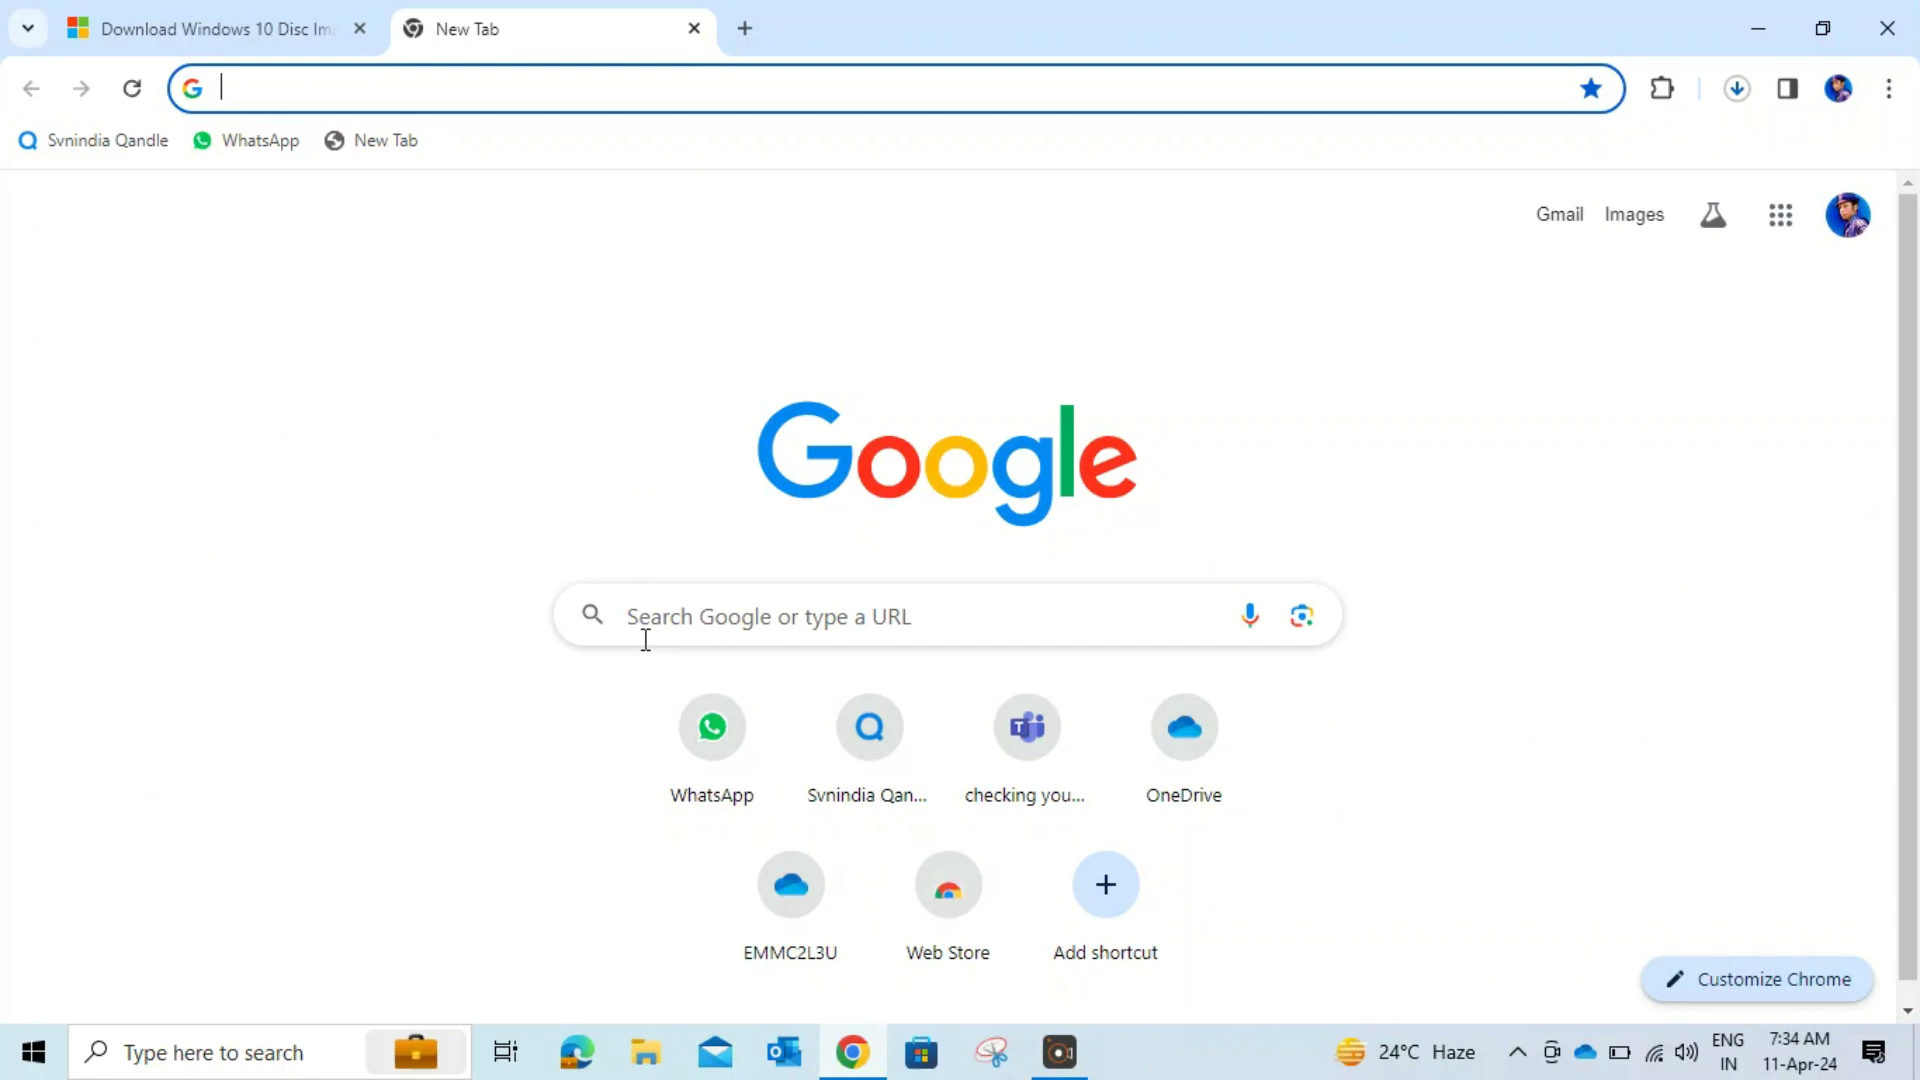 Download Windows 10 Disc Im
New Tab
Svnindia Qandle
WhatsApp
New Tab
Gmail
Images
Google
Search Google or type a URL
WhatsApp
Svnindia Qan...
checking you...
OneDrive
EMMC2L3U
Web Store
Add shortcut
Customize Chrome
Type here to search
24°C Haze
ENG
IN
7:34 AM
11-Apr-24